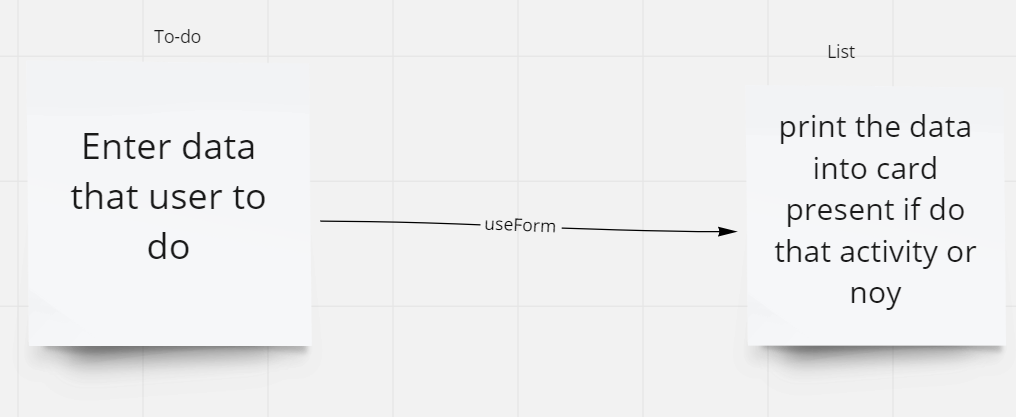 To-do
Enter data
that user to
do
useForm
List
print the data
into card
present if do
that activity or
noy